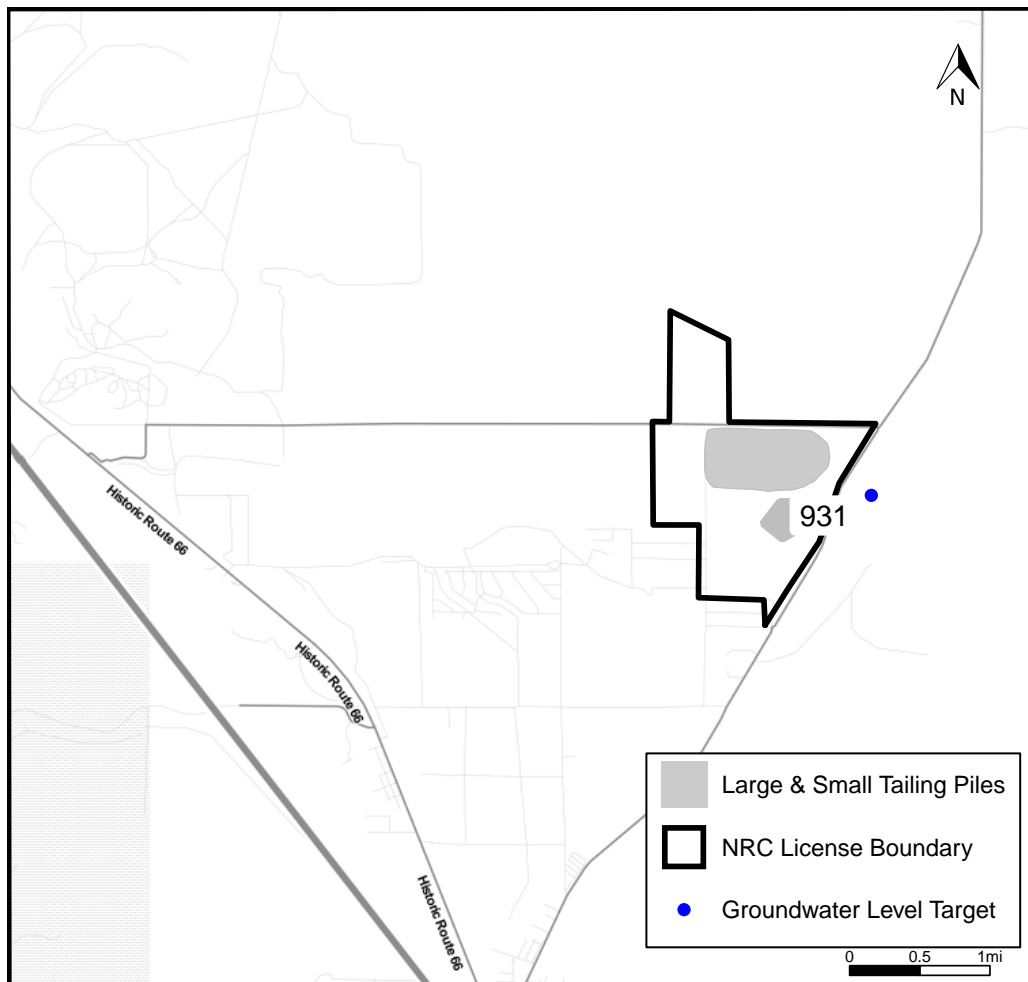 N
931
Historic Route 66
Historic Route 66
Historic Route 66
Large & Small Tailing Piles
NRC License Boundary
Groundwater Level Target
0 0.5 1mi